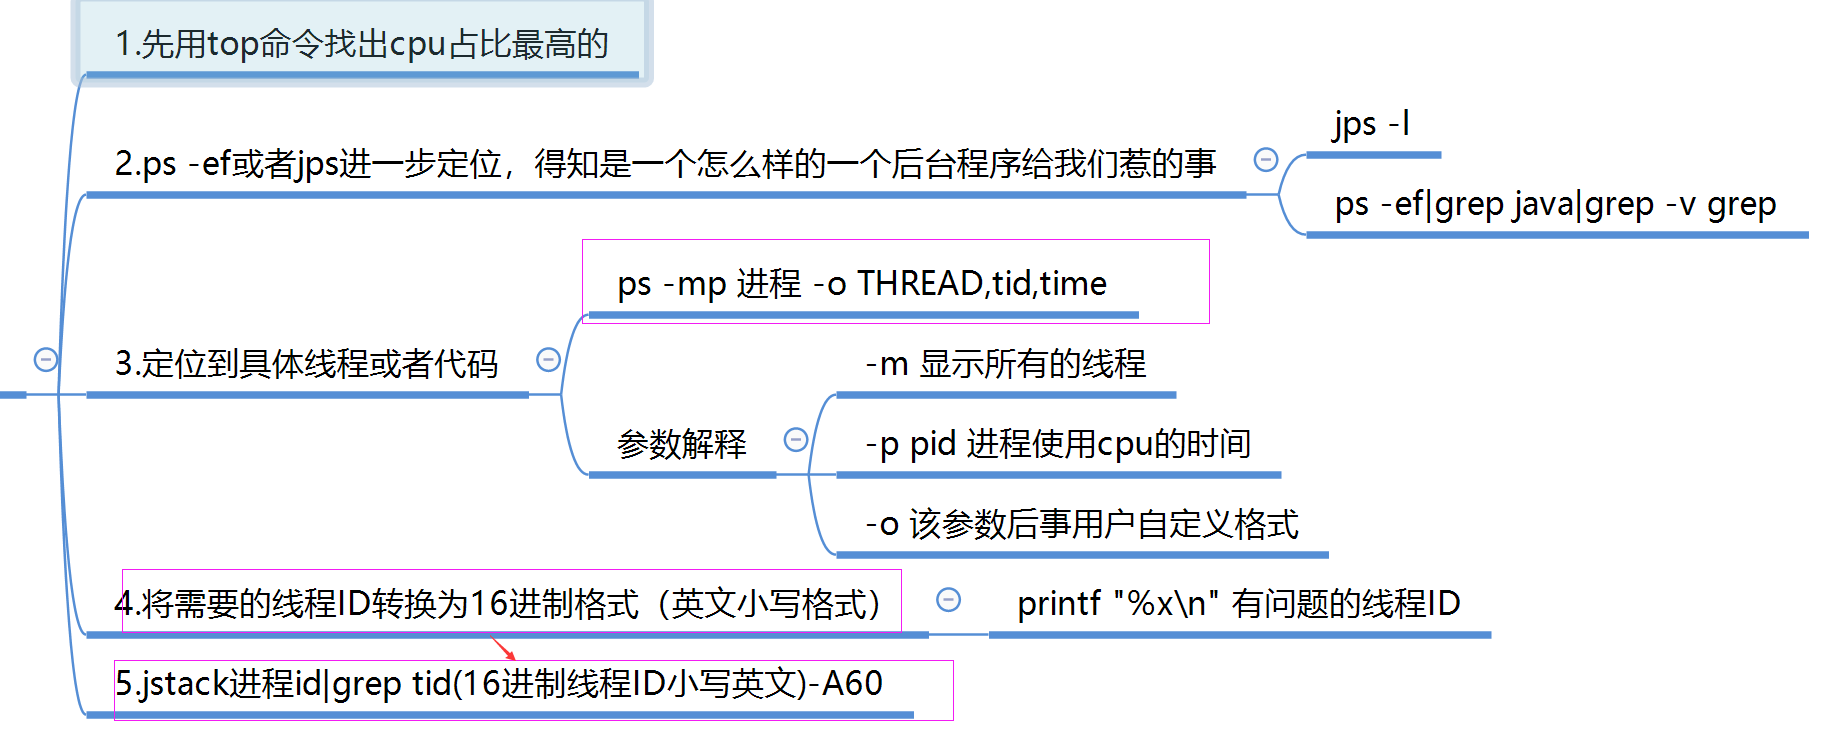 1.先用top命令找出cpu占比最高的
2.ps -ef或者jps进一步定位，得知是一个怎么样的一个后台程序给我们惹的事
jps -l
ps -ef|grep java|grep -v grep
3.定位到具体线程或者代码
ps -mp 进程 -o THREAD,tid,time
参数解释
-m 显示所有的线程
-p pid 进程使用cpu的时间
-o 该参数后事用户自定义格式
4.将需要的线程ID转换为16进制格式（英文小写格式）
printf "%x\n" 有问题的线程ID
5.jstack进程id|grep tid(16进制线程ID小写英文)-A60